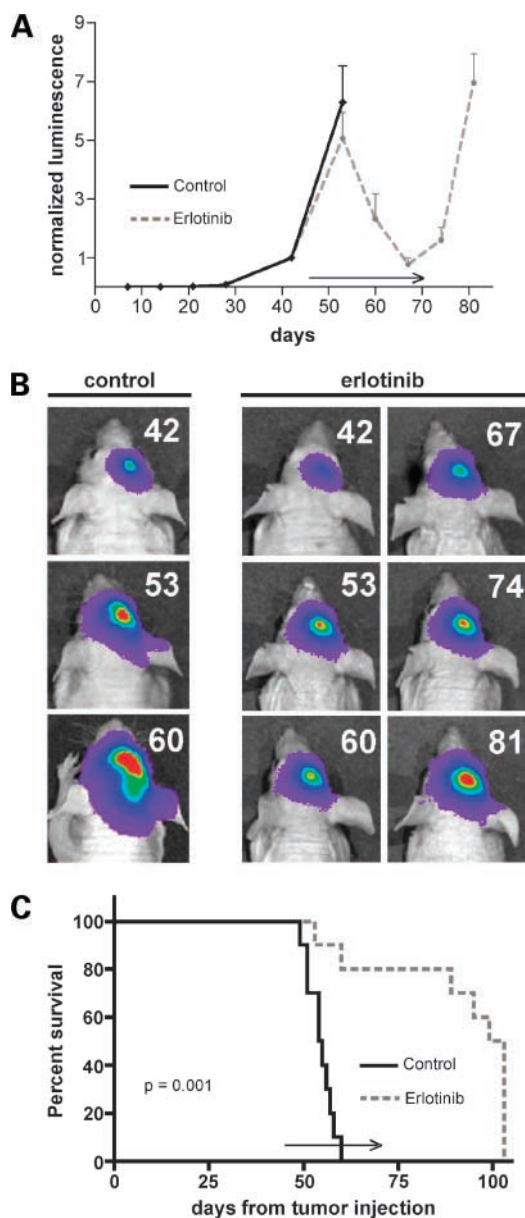 A
normalized luminescence
9
7
5
3
1
Control
Erlotinib
0 10 20 30 40 50 60 70 80
days
B
control
erlotinib
42
42
67
53
53
74
60
60
81
C
Percent survival
100
80
60
40
20
0
p = 0.001
Control
Erlotinib
0 25 50 75 100
days from tumor injection